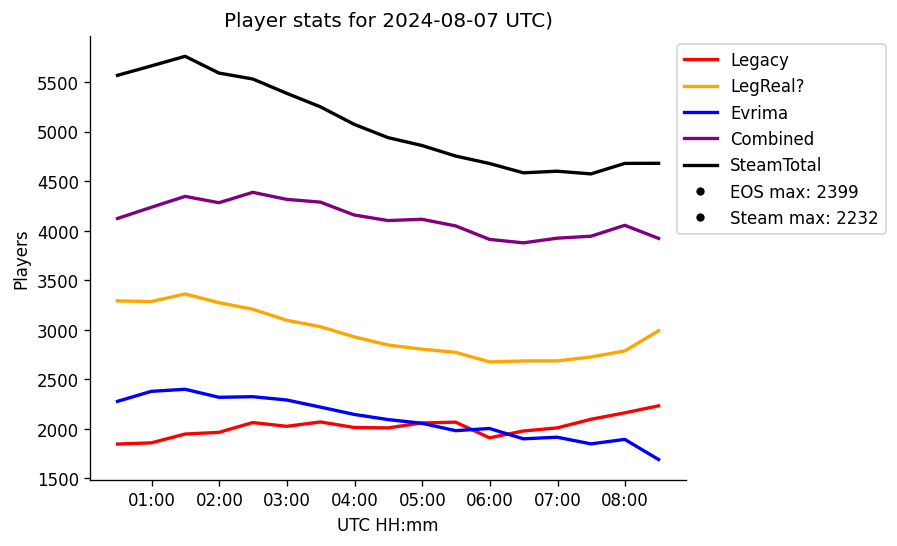 Player stats for 2024-08-07 UTC)
Legacy
LegReal?
Evrima
Combined
SteamTotal
EOS max: 2399
Steam max: 2232
Players
5500
5000
4500
4000
3500
3000
2500
2000
1500
01:00 02:00 03:00 04:00 05:00 06:00 07:00 08:00
UTC HH:mm